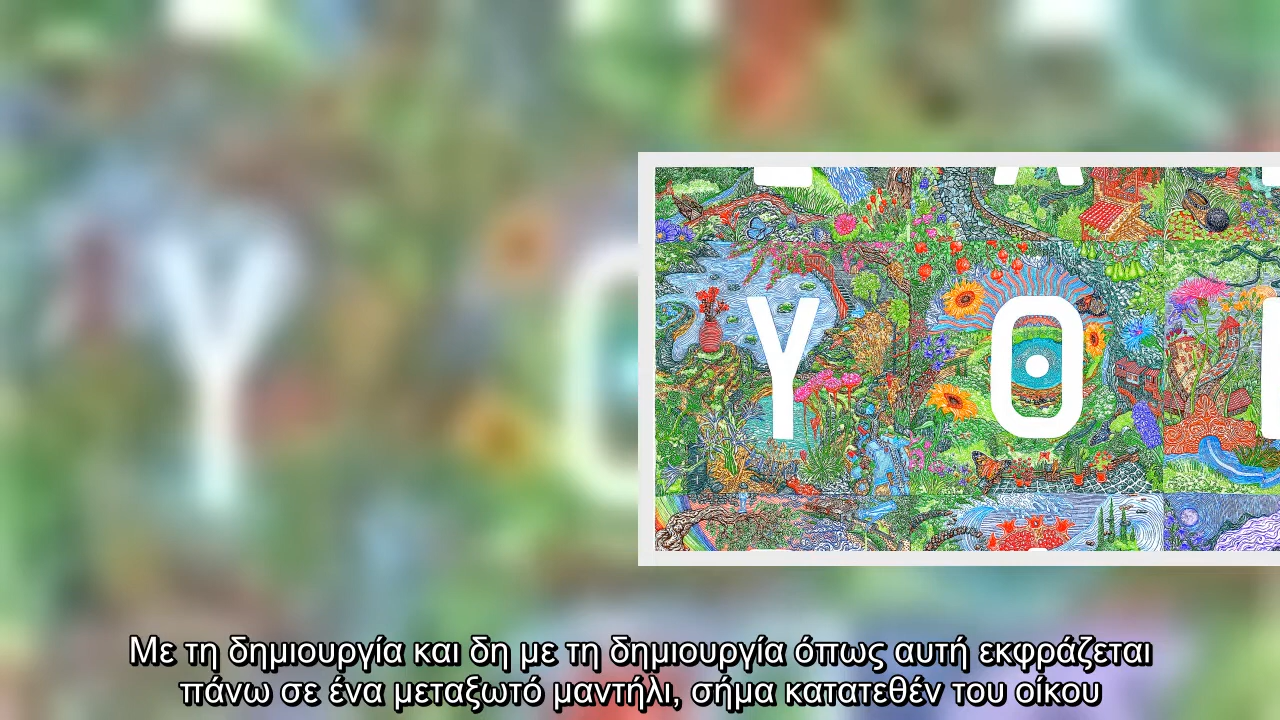 Y O
Με τη δημιουργία και δη με τη δημιουργία όπως αυτή εκφράζεται
πάνω σε ένα μεταξωτό μαντήλι, σήμα κατατεθέν του οίκου